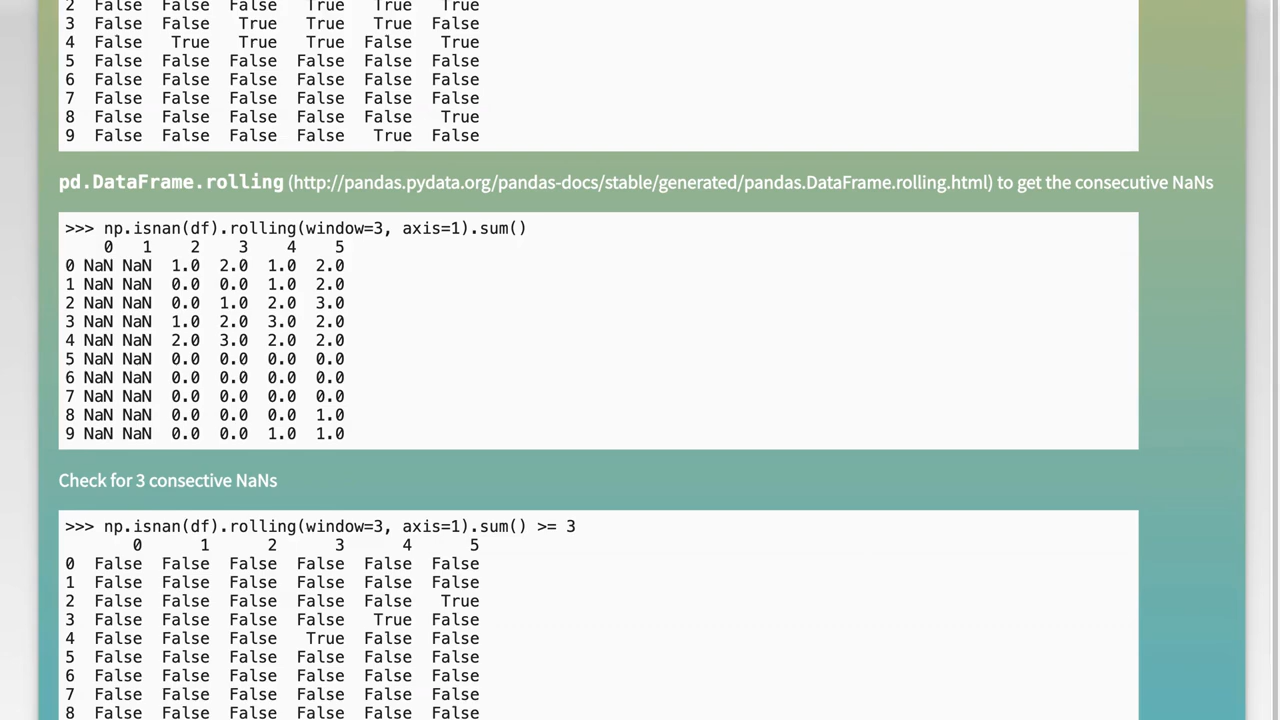 2 False False False True True True
3 False False True True True False
4 False True True True False True
5 False False False False False False
6 False False False False False False
7 False False False False False False
8 False False False False False True
9 False False False False True False
pd.DataFrame.rolling (http://pandas.pydata.org/pandas-docs/stable/generated/pandas.DataFrame.rolling.html) to get the consecutive NaNs
>>> np.isnan(df).rolling(window=3, axis=1).sum()
0 1 2 3 4 5
0 NaN NaN 1.0 2.0 1.0 2.0
1 NaN NaN 0.0 0.0 1.0 2.0
2 NaN NaN 0.0 1.0 2.0 3.0
3 NaN NaN 1.0 2.0 3.0 2.0
4 NaN NaN 2.0 3.0 2.0 2.0
5 NaN NaN 0.0 0.0 0.0 0.0
6 NaN NaN 0.0 0.0 0.0 0.0
7 NaN NaN 0.0 0.0 0.0 0.0
8 NaN NaN 0.0 0.0 0.0 1.0
9 NaN NaN 0.0 0.0 1.0 1.0
Check for 3 consective NaNs
>>> np.isnan(df).rolling(window=3, axis=1).sum() >= 3
0 1 2 3 4 5
0 False False False False False False
1 False False False False False False
2 False False False False False True
3 False False False False True False
4 False False False True False False
5 False False False False False False
6 False False False False False False
7 False False False False False False
8 False False False False False False